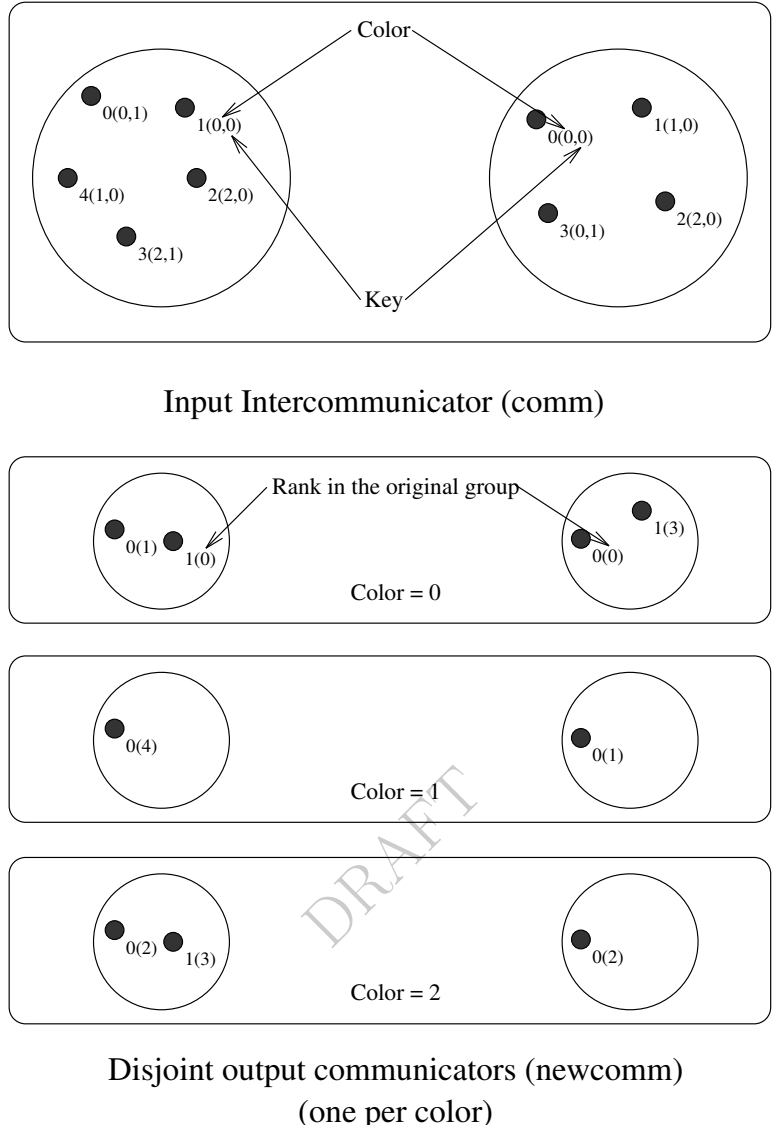 Color
0(0,1)
1(0,0)
4(1,0)
2(2,0)
3(2,1)
0(0,0)
1(1,0)
3(0,1)
2(2,0)
Key
Input Intercommunicator (comm)
Rank in the original group
0(1)
1(0)
0(0)
1(3)
Color = 0
0(4)
0(1)
Color = 1
DRAFT
0(2)
1(3)
0(2)
Color = 2
Disjoint output communicators (newcomm)
(one per color)